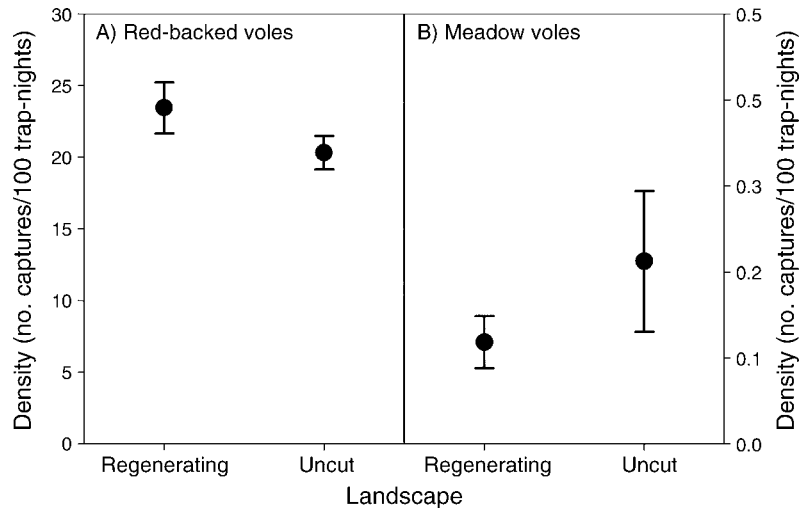 A) Red-backed voles
B) Meadow voles
Density (no. captures/100 trap-nights)
30
25
20
15
10
5
0
0.5
0.5
0.3
0.2
0.1
0.0
Density (no. captures/100 trap-nights)
Regenerating
Uncut
Regenerating
Uncut
Landscape